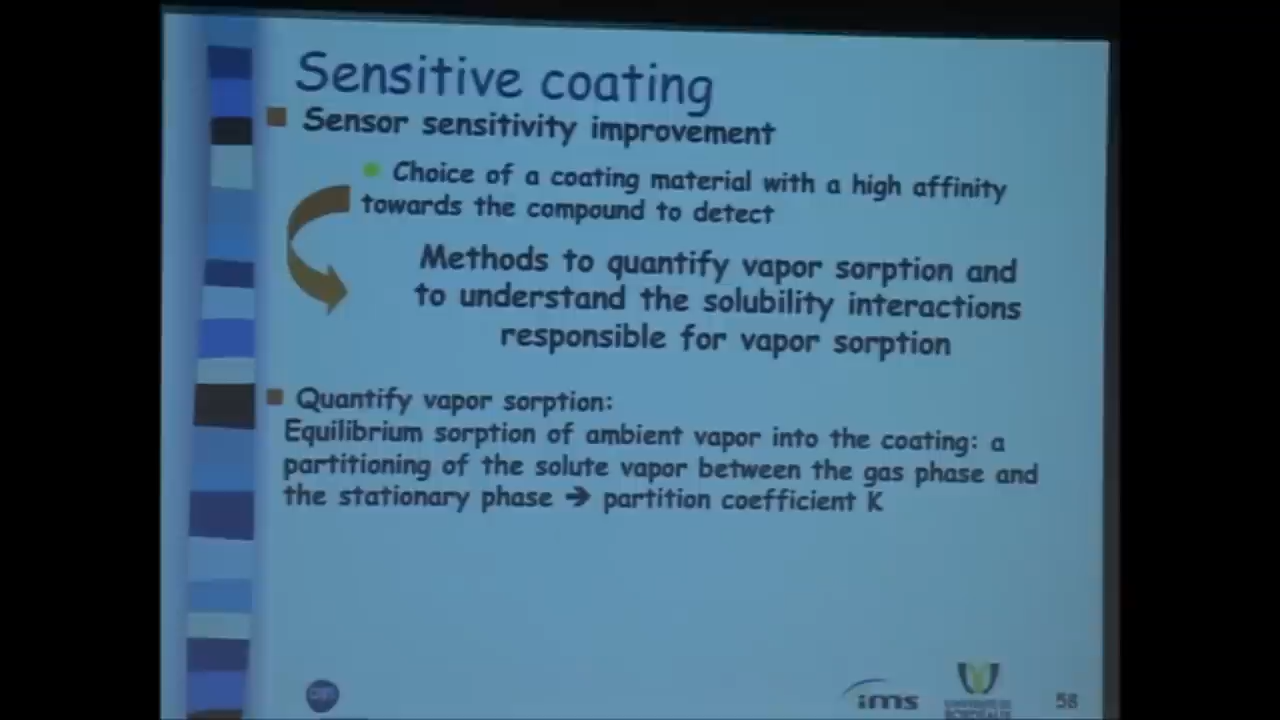 Sensitive coating
Sensor sensitivity improvement
Choice of a coating material with a high affinity
towards the compound to detect
Methods to quantify vapor sorption and
to understand the solubility interactions
responsible for vapor sorption
Quantify vapor sorption:
Equilibrium sorption of ambient vapor into the coating: a
partitioning of the solute vapor between the gas phase and
the stationary phase → partition coefficient K
ims
58